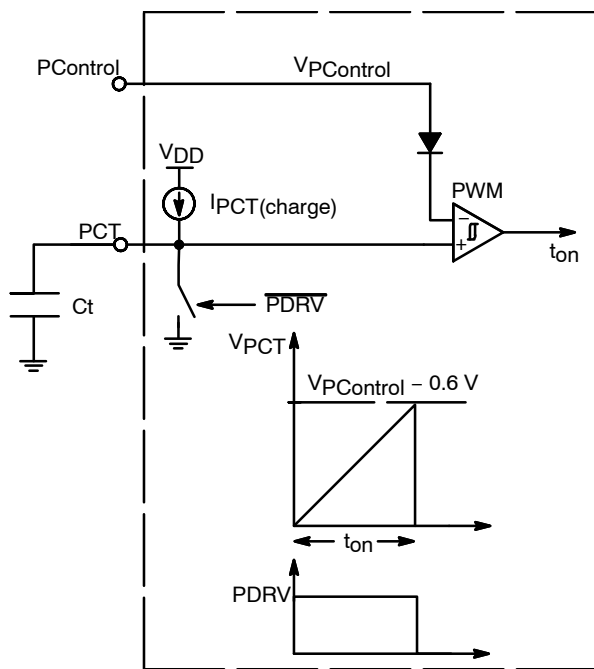 PControl
VPControl
VDD
PWM
IPCT(charge)
PCT
−
+
ton
Ct
PDRV
VPCT
VPControl − 0.6 V
ton
PDRV